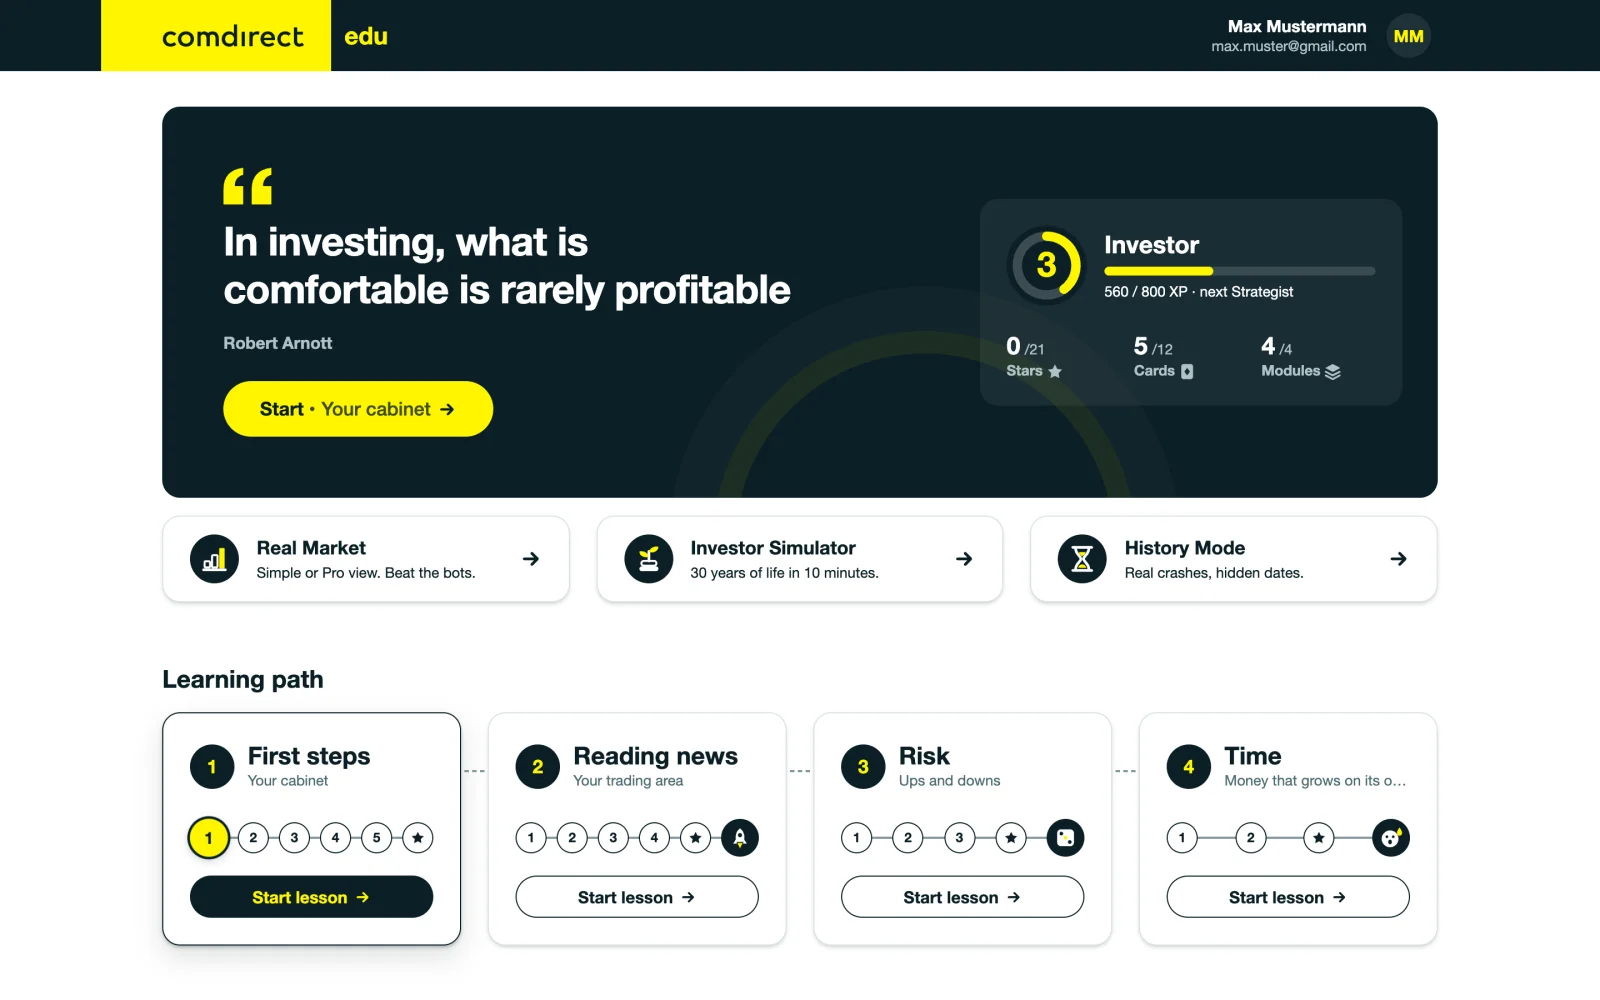 comdirect
edu
Max Mustermann
max.muster@gmail.com
MM
In investing, what is
comfortable is rarely profitable
Robert Arnott
Start • Your cabinet →
3
Investor
560 / 800 XP · next Strategist
0 /21
Stars
5 /12
Cards
4 /4
Modules
Real Market
Simple or Pro view. Beat the bots.
Investor Simulator
30 years of life in 10 minutes.
History Mode
Real crashes, hidden dates.
Learning path
1
First steps
Your cabinet
1 2 3 4 5
Start lesson →
2
Reading news
Your trading area
1 2 3 4
Start lesson →
3
Risk
Ups and downs
1 2 3
Start lesson →
4
Time
Money that grows on its o...
1 2
Start lesson →